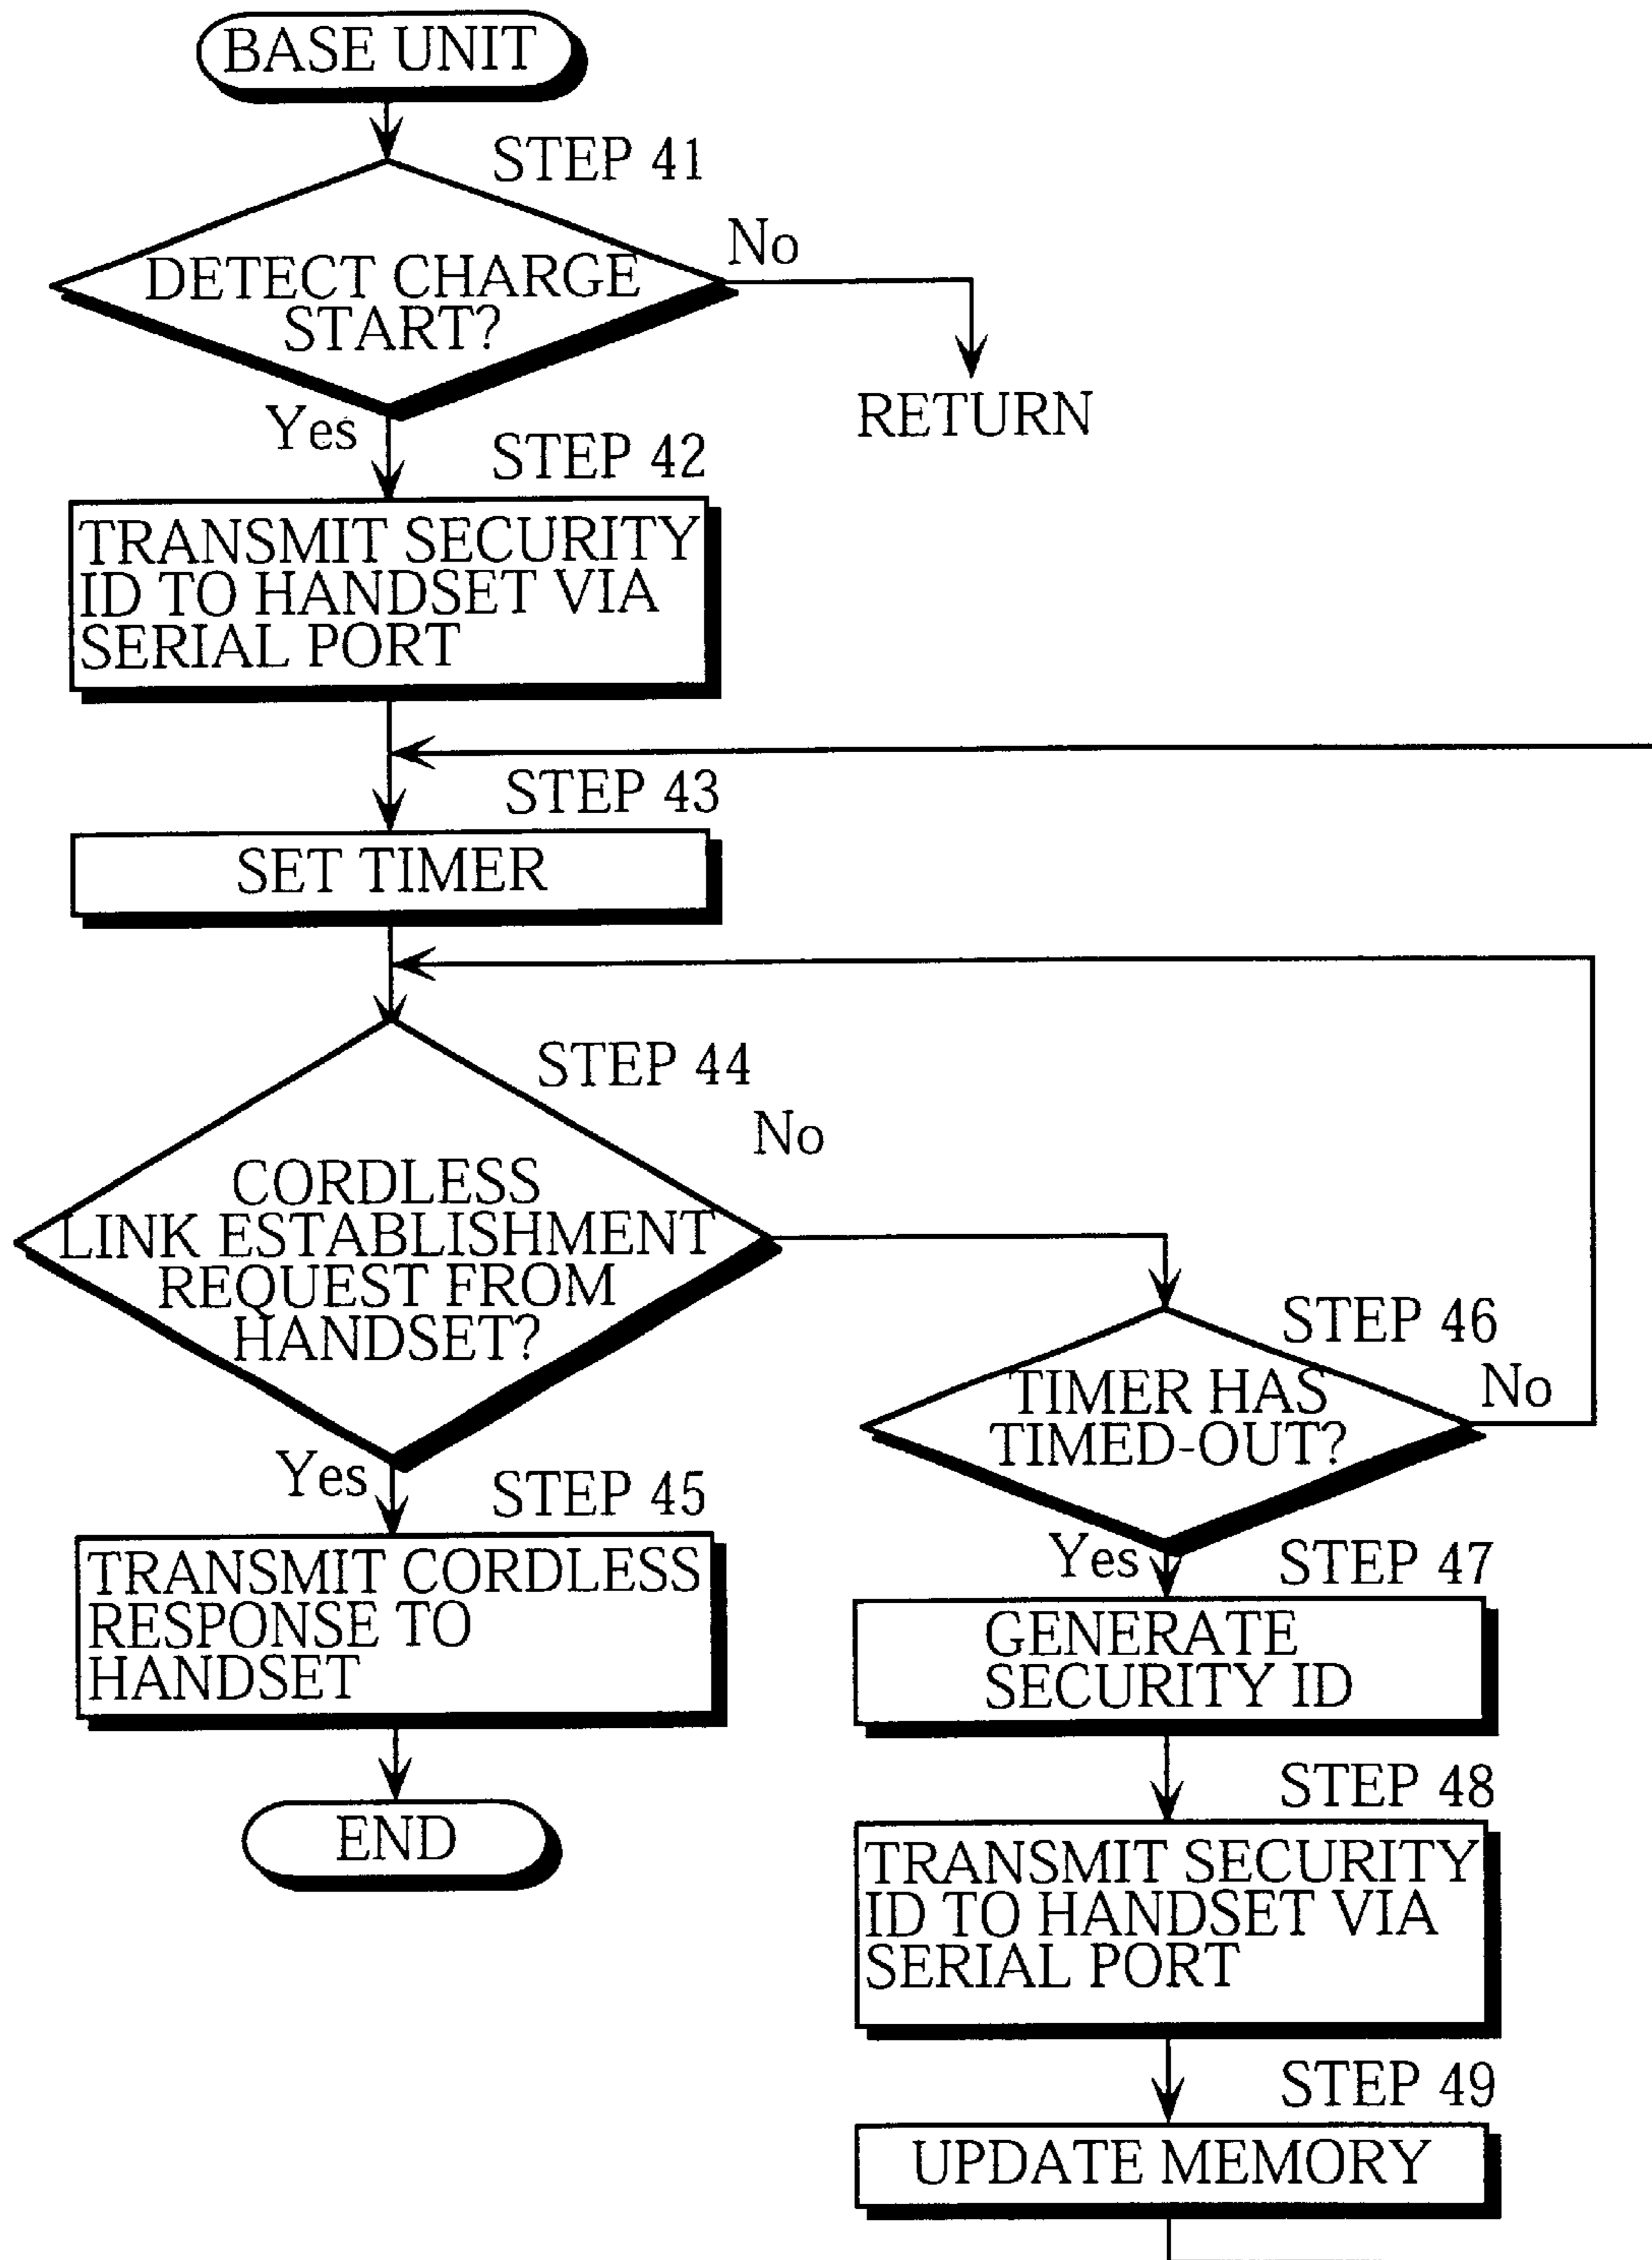 BASE UNIT
STEP 41
DETECT CHARGE
START?
No
RETURN
Yes
STEP 42
TRANSMIT SECURITY
ID TO HANDSET VIA
SERIAL PORT
STEP 43
SET TIMER
STEP 44
No
CORDLESS
LINK ESTABLISHMENT
REQUEST FROM
HANDSET?
Yes
STEP 45
TRANSMIT CORDLESS
RESPONSE TO
HANDSET
END
STEP 46
TIMER HAS
TIMED-OUT?
No
Yes
STEP 47
GENERATE
SECURITY ID
STEP 48
TRANSMIT SECURITY
ID TO HANDSET VIA
SERIAL PORT
STEP 49
UPDATE MEMORY